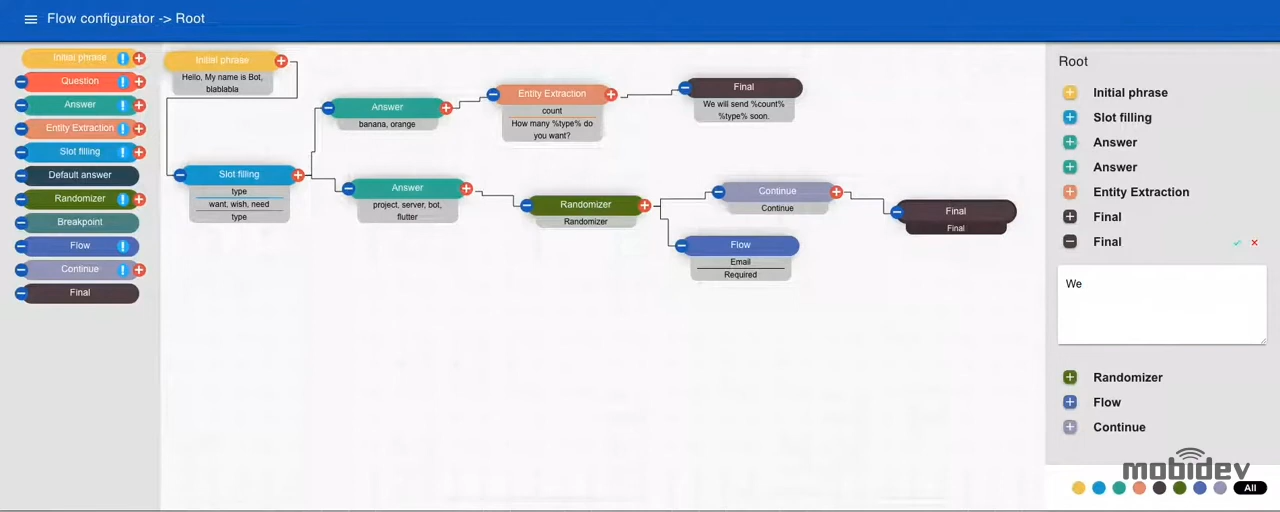 Flow configurator -> Root
Initial phrase
Question
Answer
Entity Extraction
Slot filling
Default answer
Randomizer
Breakpoint
Flow
Continue
Final
Initial phrase
Hello, My name is Bot,
blablabla
Slot filling
type
want, wish, need
type
Answer
banana, orange
Entity Extraction
count
How many %type% do
you want?
Final
We will send %count%
%type% soon.
Answer
project, server, bot,
flutter
Randomizer
Randomizer
Continue
Continue
Final
Final
Flow
Email
Required
Root
Initial phrase
Slot filling
Answer
Answer
Entity Extraction
Final
Final
We
Randomizer
Flow
Continue
mobidev
All